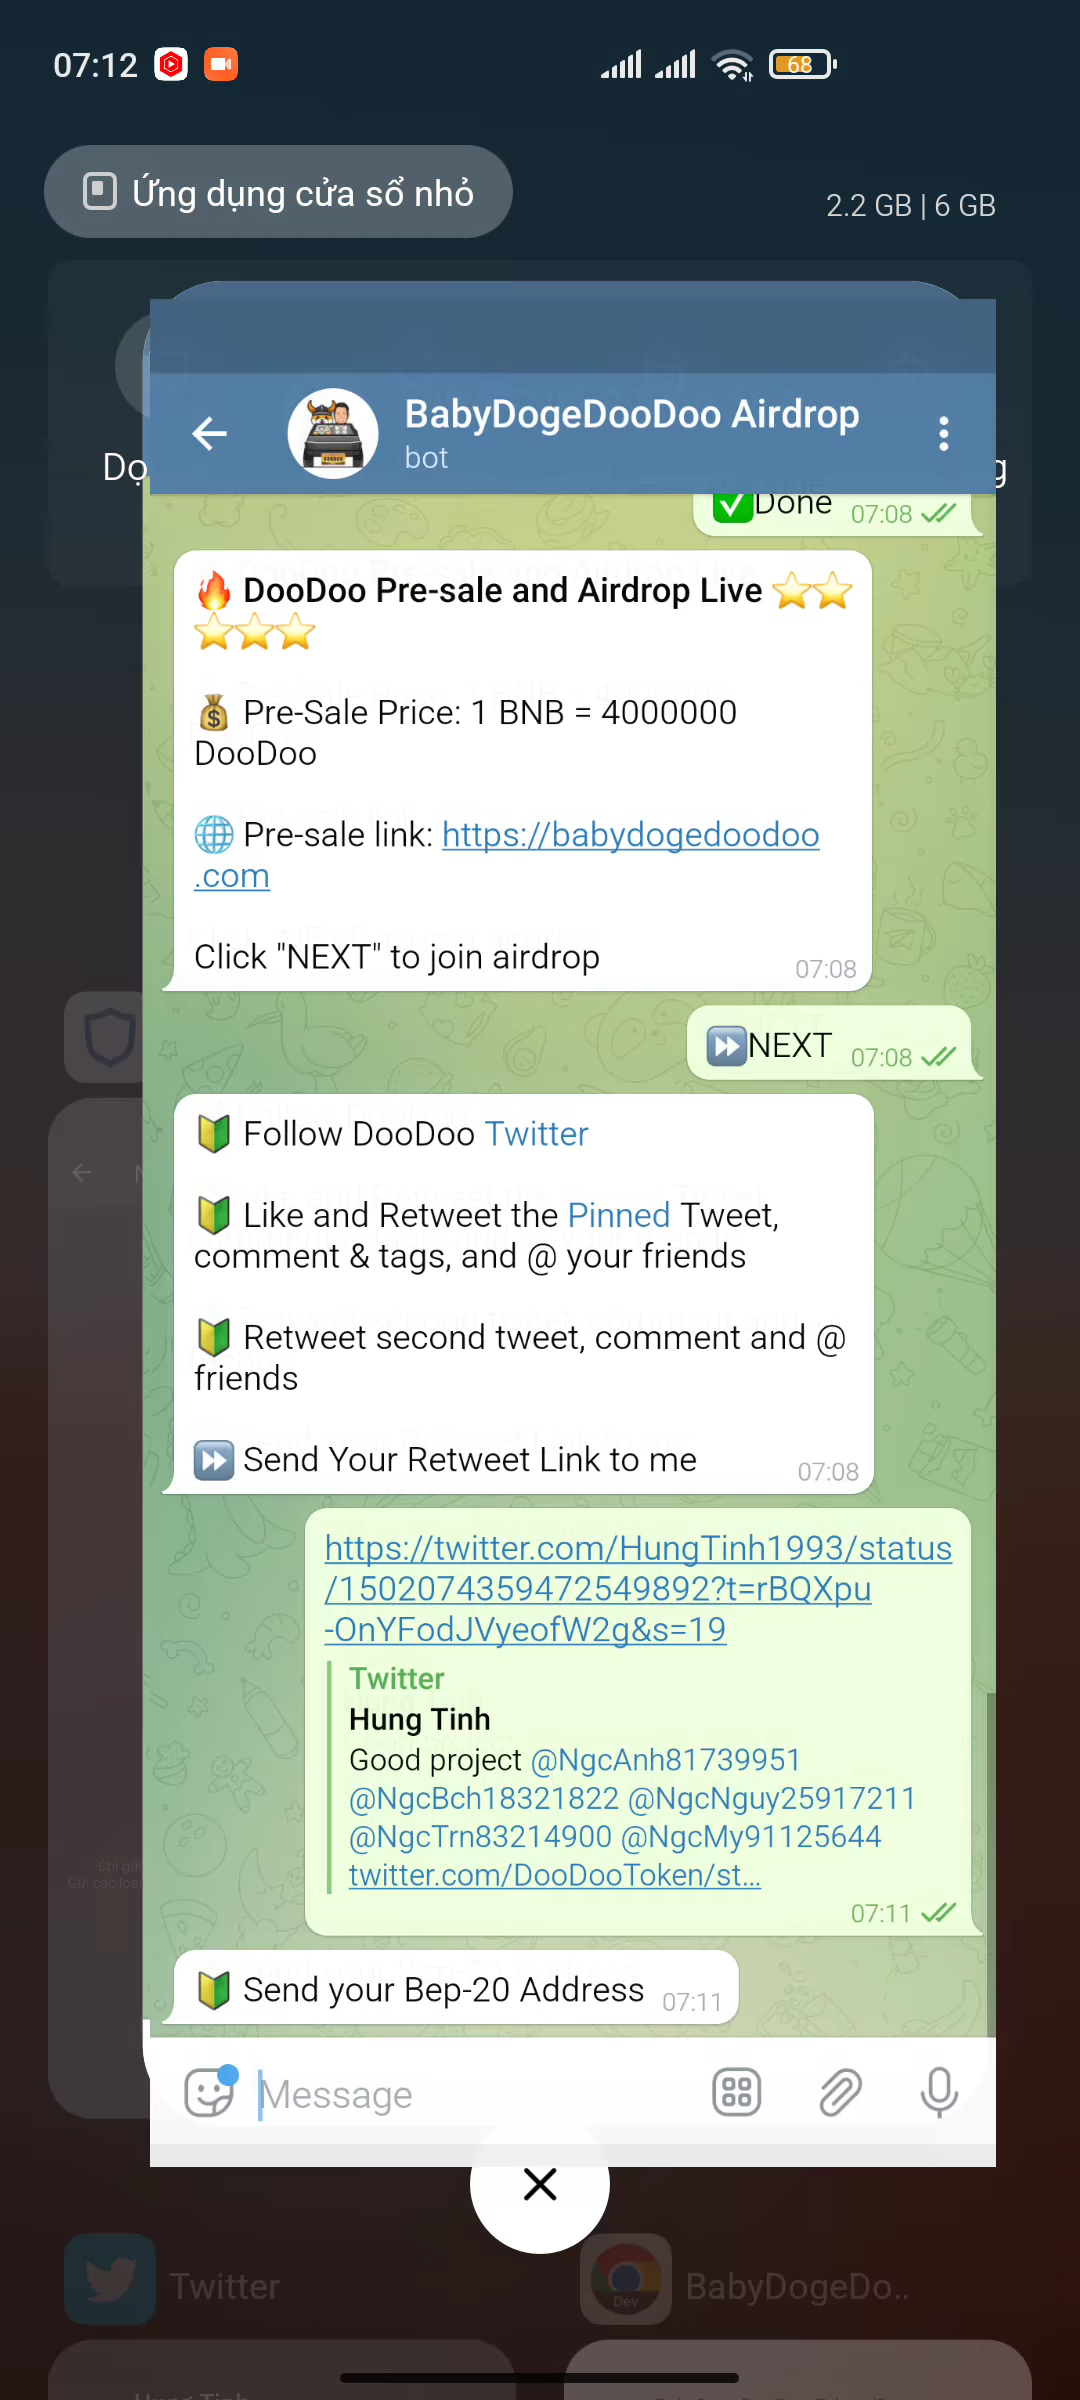 07:12
68
Ứng dụng cửa sổ nhỏ
2.2 GB | 6 GB
BabyDogeDooDoo Airdrop
bot
✅Done 07:08
🔥 DooDoo Pre-sale and Airdrop Live ⭐⭐
⭐⭐⭐
💰 Pre-Sale Price: 1 BNB = 4000000
DooDoo
🌐 Pre-sale link: https://babydogedoodoo
.com
Click "NEXT" to join airdrop 07:08
⏩NEXT 07:08
🔰 Follow DooDoo Twitter
🔰 Like and Retweet the Pinned Tweet,
comment & tags, and @ your friends
🔰 Retweet second tweet, comment and @
friends
⏩ Send Your Retweet Link to me 07:08
https://twitter.com/HungTinh1993/status
/1502074359472549892?t=rBQXpu
-OnYFodJVyeofW2g&s=19
Twitter
Hung Tinh
Good project @NgcAnh81739951
@NgcBch18321822 @NgcNguy25917211
@NgcTrn83214900 @NgcMy91125644
twitter.com/DooDooToken/st...
07:11
🔰 Send your Bep-20 Address 07:11
Message
Twitter
Dev
BabyDogeDo..